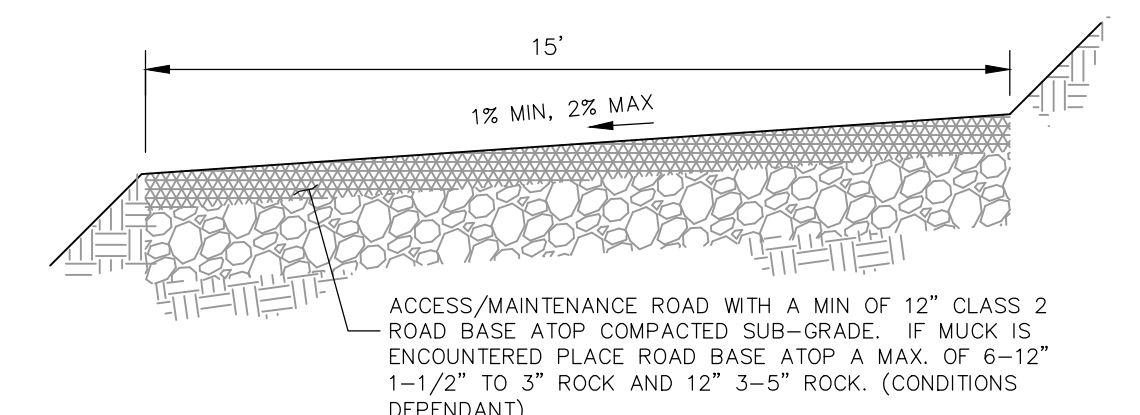 15'
1% MIN, 2% MAX
ACCESS/MAINTENANCE ROAD WITH A MIN OF 12" CLASS 2
ROAD BASE ATOP COMPACTED SUB-GRADE. IF MUCK IS
ENCOUNTERED PLACE ROAD BASE ATOP A MAX. OF 6-12"
1-1/2" TO 3" ROCK AND 12" 3-5" ROCK. (CONDITIONS
DEPENDANT)